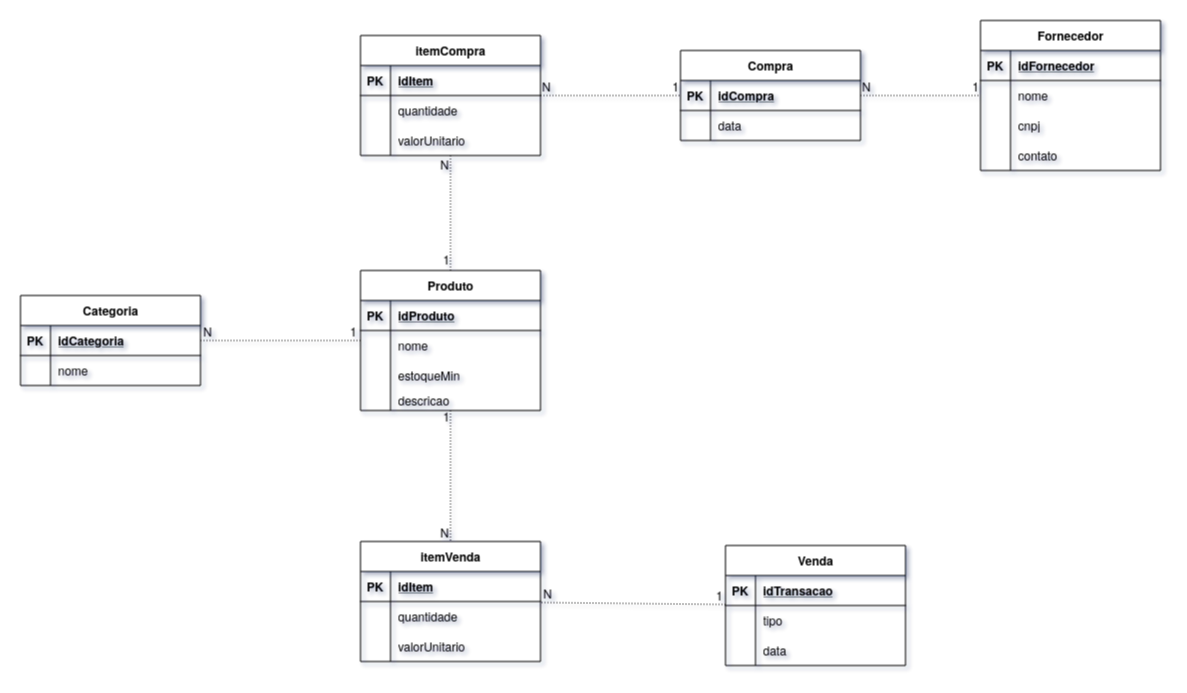 itemCompra
PK idItem
quantidade
valorUnitario
N
1
Compra
PK idCompra
data
N
1
Fornecedor
PK idFornecedor
nome
cnpj
contato
N
1
Categoria
PK idCategoria
nome
N
1
Produto
PK idProduto
nome
estoqueMin
descricao
1
N
itemVenda
PK idItem
quantidade
valorUnitario
N
1
Venda
PK idTransacao
tipo
data